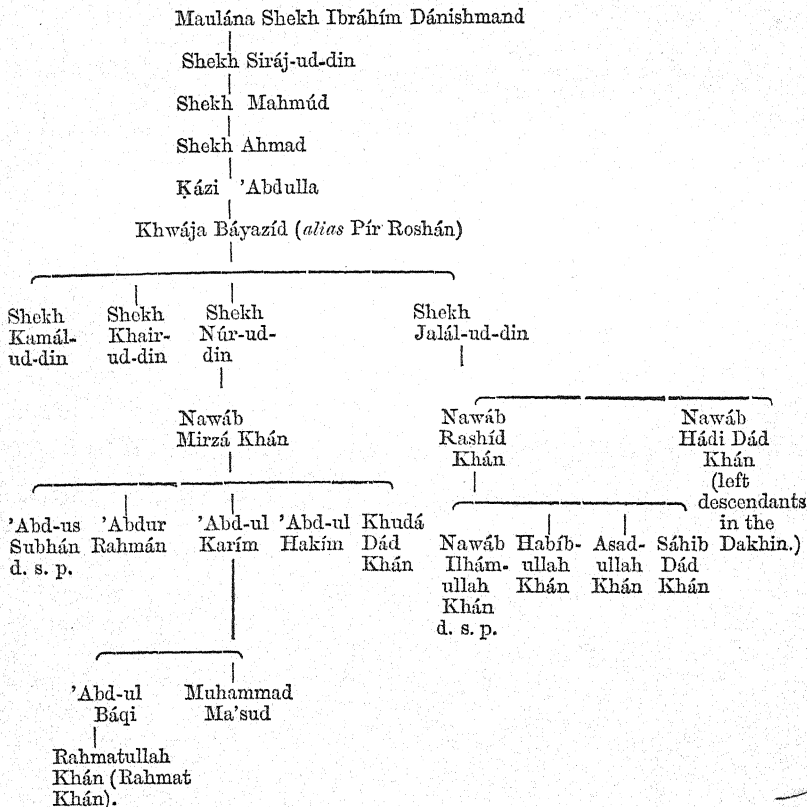 Maulána Shekh Ibráhím Dánishmand
Shekh Siráj-ud-din
Shekh Mahmúd
Shekh Ahmad
Ḳázi 'Abdulla
Khwája Báyazíd (alias Pír Roshán)
Shekh
Kamál-
ud-din
Shekh
Khair-
ud-din
Shekh
Núr-ud-
din
Shekh
Jalál-ud-din
Nawáb
Mirzá Khán
Nawáb
Rashíd
Khán
Nawáb
Hádi Dád
Khán
(left
descendants
in the
Dakhin.)
'Abd-us
Subhán
d. s. p.
'Abdur
Rahmán
'Abd-ul
Karím
'Abd-ul
Hakím
Khudá
Dád
Khán
Nawáb
Ilhám-
ullah
Khán
d. s. p.
Habíb-
ullah
Khán
Asad-
ullah
Khán
Sáhib
Dád
Khán
'Abd-ul
Báqi
Muhammad
Ma'sud
Rahmatullah
Khán (Rahmat
Khán).